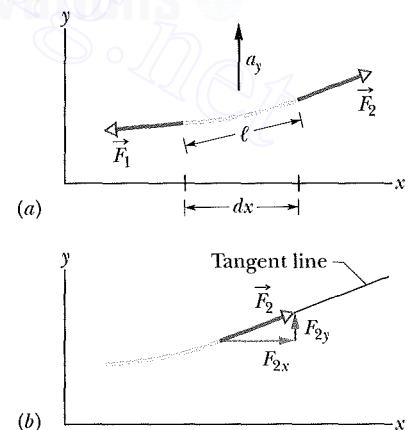 y
a_y
F⃗_2
F⃗_1
ℓ
x
(a)
dx
y
Tangent line
F⃗_2
F_2y
F_2x
(b)
x